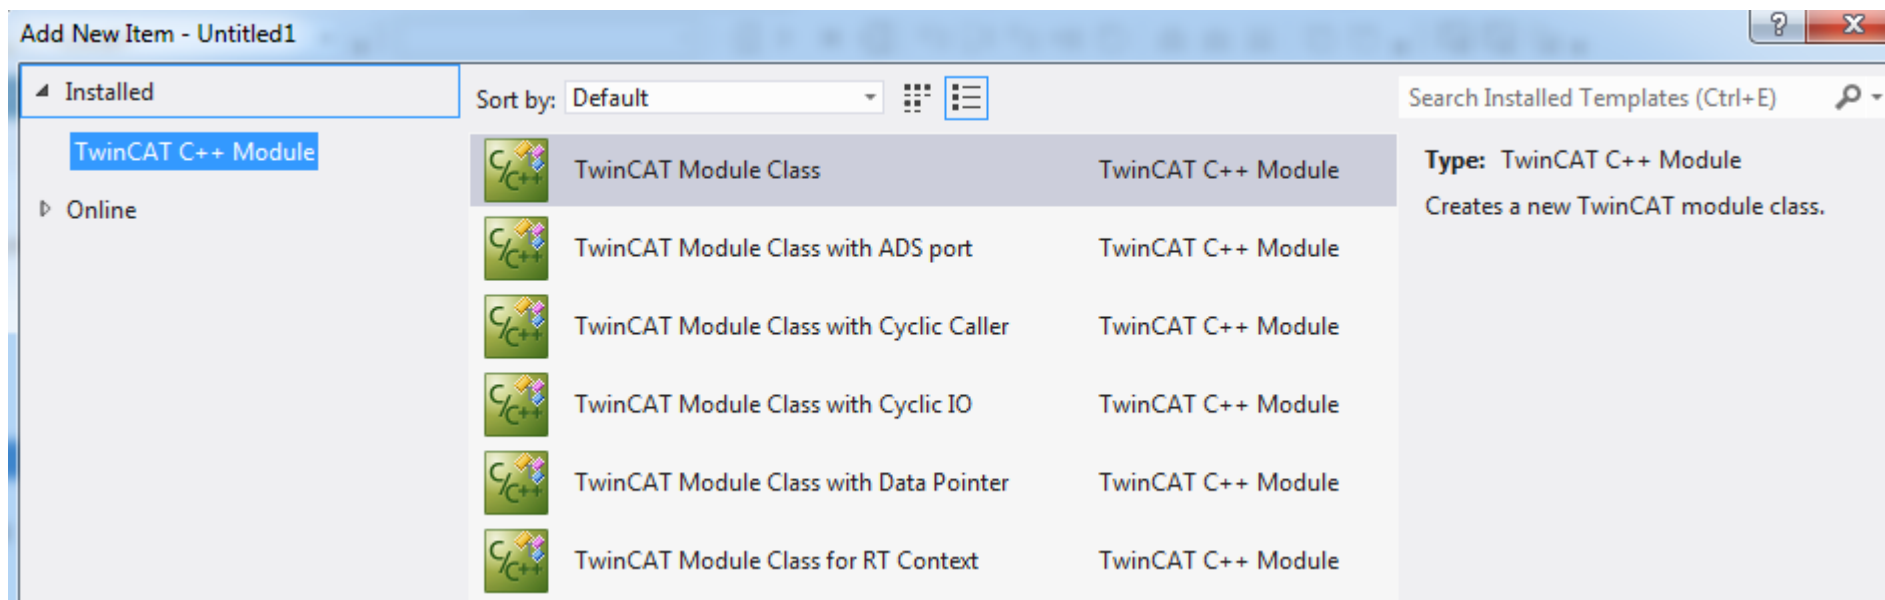 Add New Item - Untitled1
Installed
TwinCAT C++ Module
Online
Sort by: Default
Search Installed Templates (Ctrl+E)
C/C++ TwinCAT Module Class TwinCAT C++ Module
C/C++ TwinCAT Module Class with ADS port TwinCAT C++ Module
C/C++ TwinCAT Module Class with Cyclic Caller TwinCAT C++ Module
C/C++ TwinCAT Module Class with Cyclic IO TwinCAT C++ Module
C/C++ TwinCAT Module Class with Data Pointer TwinCAT C++ Module
C/C++ TwinCAT Module Class for RT Context TwinCAT C++ Module
Type: TwinCAT C++ Module
Creates a new TwinCAT module class.